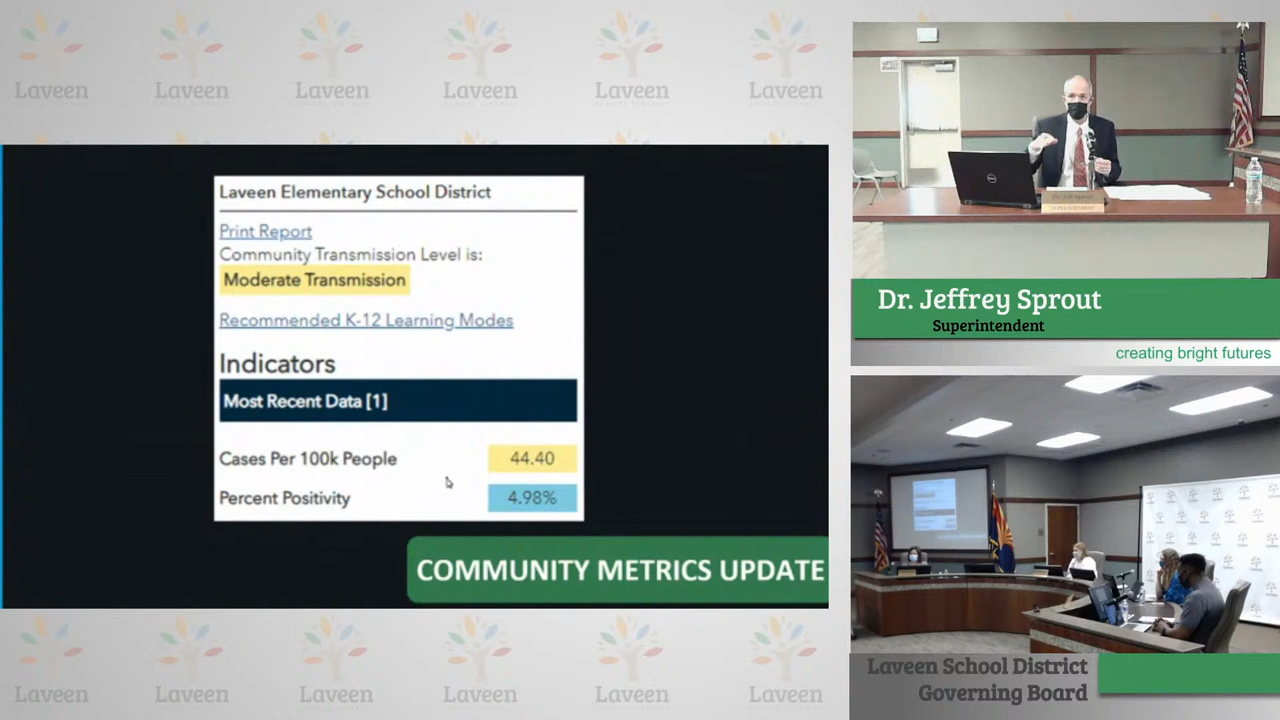 Laveen Laveen Laveen Laveen Laveen Laveen
Laveen Elementary School District
Print Report
Community Transmission Level is:
Moderate Transmission
Recommended K-12 Learning Modes
Indicators
Most Recent Data [1]
Cases Per 100k People 44.40
Percent Positivity 4.98%
COMMUNITY METRICS UPDATE
Laveen Laveen Laveen Laveen Laveen Laveen
DELL
Dr. Jeffrey Sprout
Superintendent
creating bright futures
Laveen School District
Governing Board